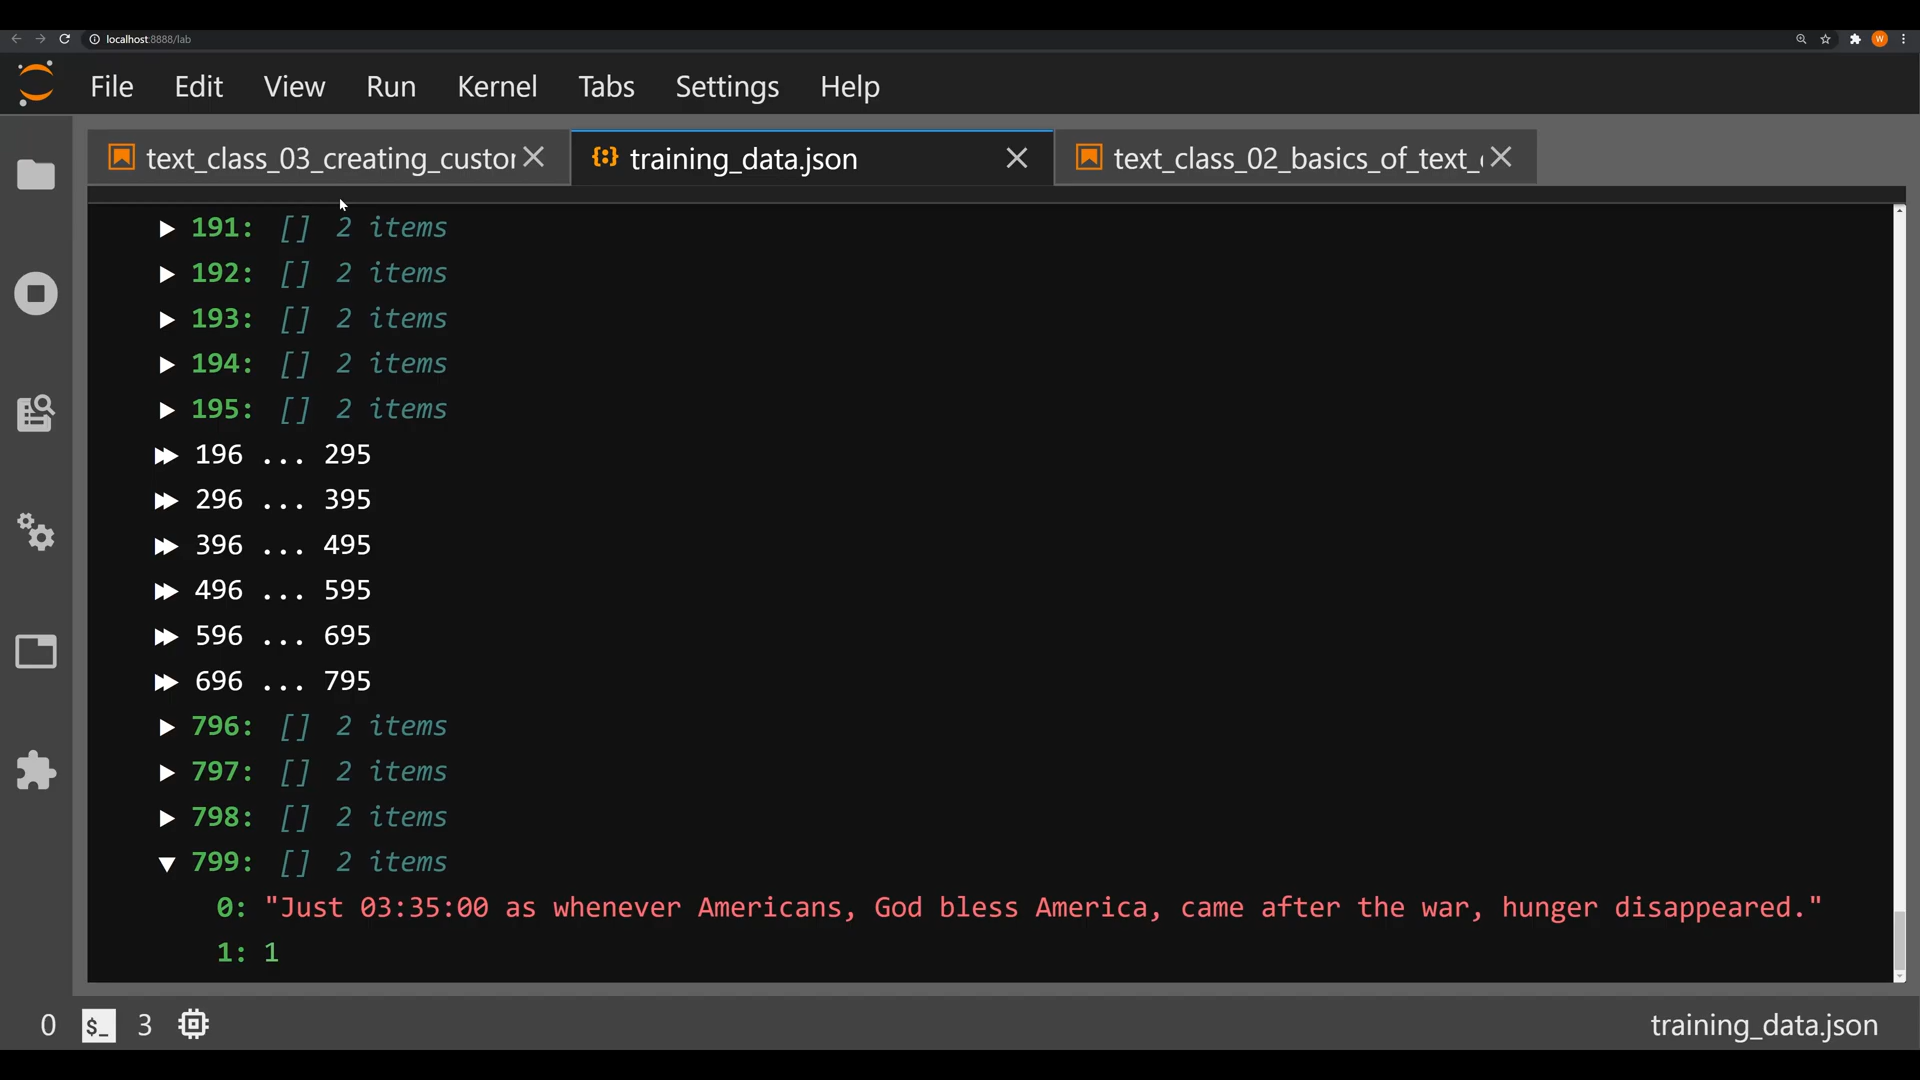 localhost:8888/lab
W
File Edit View Run Kernel Tabs Settings Help
text_class_03_creating_custor
{:} training_data.json
text_class_02_basics_of_text_
191: [] 2 items
192: [] 2 items
193: [] 2 items
194: [] 2 items
195: [] 2 items
196 ... 295
296 ... 395
396 ... 495
496 ... 595
596 ... 695
696 ... 795
796: [] 2 items
797: [] 2 items
798: [] 2 items
799: [] 2 items
0: "Just 03:35:00 as whenever Americans, God bless America, came after the war, hunger disappeared."
1: 1
0 $_ 3 training_data.json